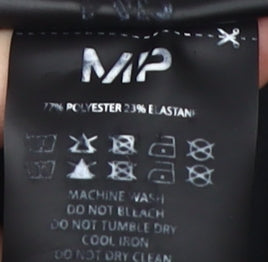 MP
77% POLYESTER 23% ELASTAN
MACHINE WASH
DO NOT BLEACH
DO NOT TUMBLE DRY
COOL IRON
DO NOT DRY CLEAN